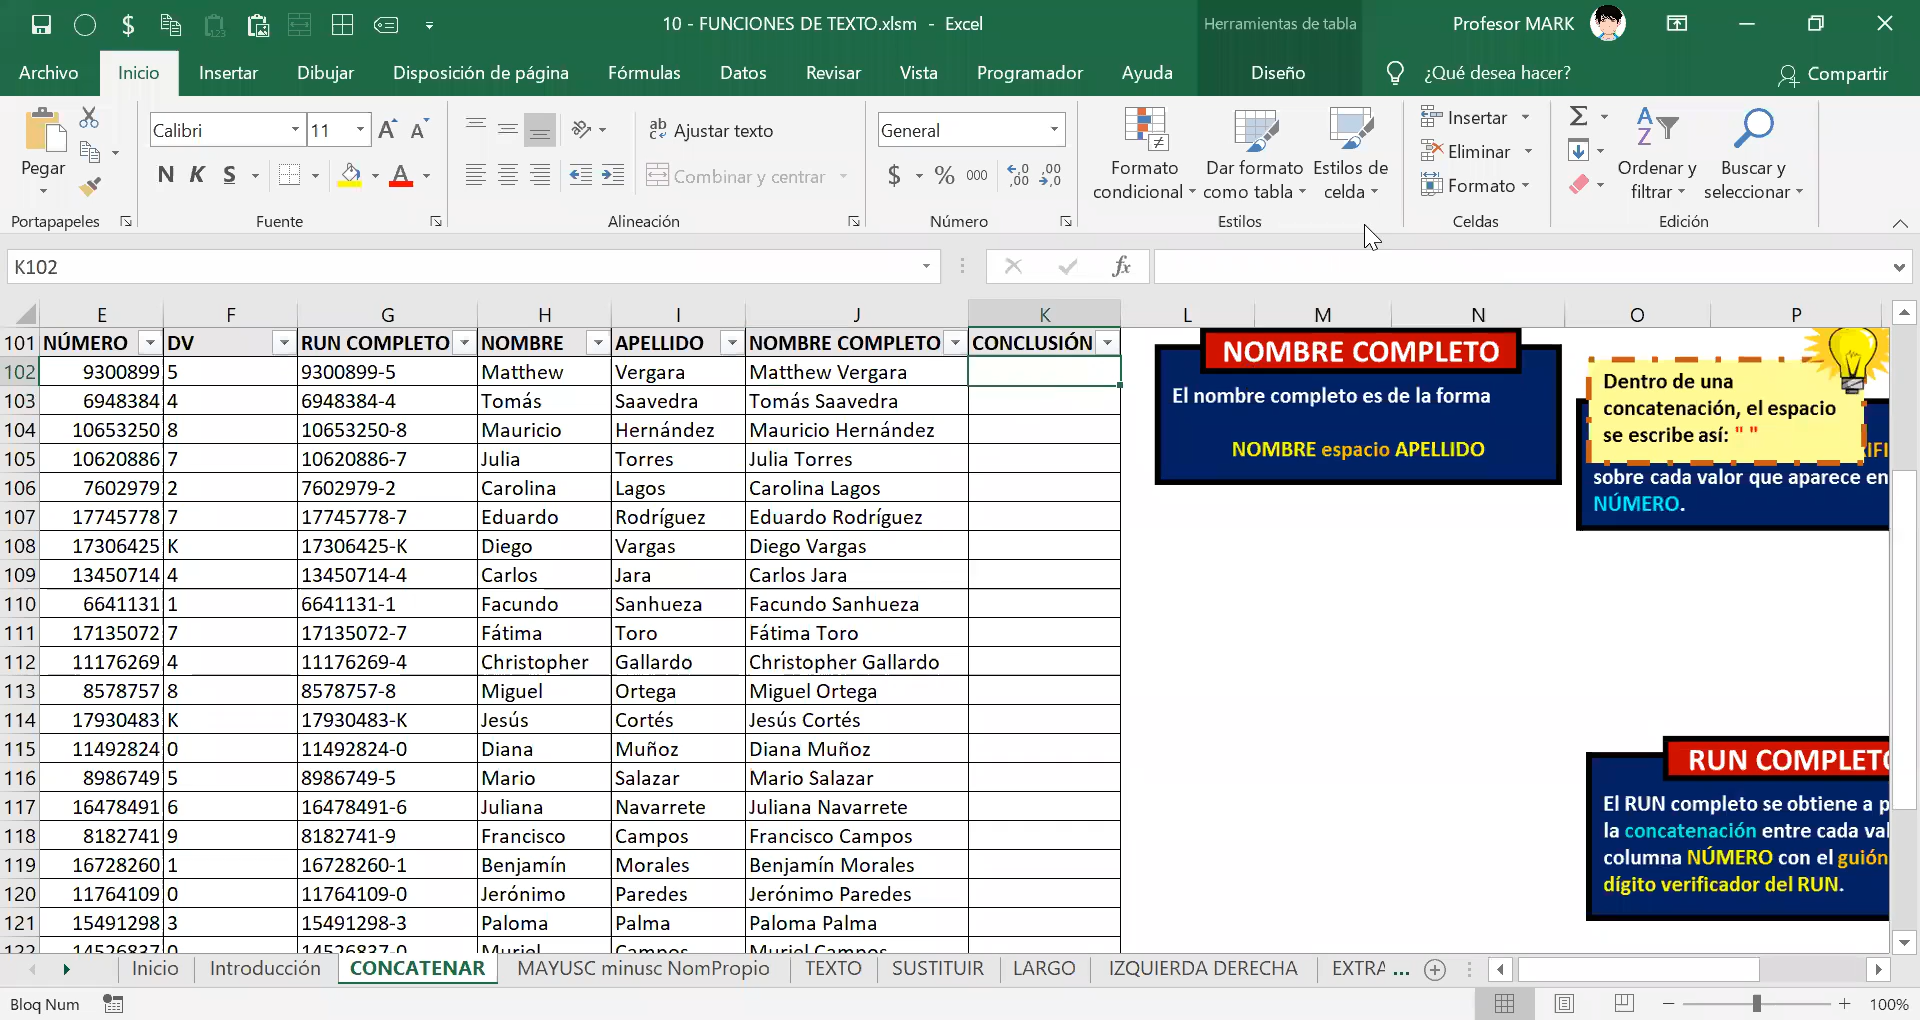 10 - FUNCIONES DE TEXTO.xlsm - Excel
Herramientas de tabla
Profesor MARK
Archivo Inicio Insertar Dibujar Disposición de página Fórmulas Datos Revisar Vista Programador Ayuda Diseño ¿Qué desea hacer? Compartir
Pegar
Calibri 11
N K S
Ajustar texto
Combinar y centrar
General
$ % 000
Formato condicional
Dar formato como tabla
Estilos de celda
Insertar
Eliminar
Formato
Ordenar y filtrar
Buscar y seleccionar
Portapapeles Fuente Alineación Número Estilos Celdas Edición
K102
fx
E F G H I J K L M N O P
101 NÚMERO DV RUN COMPLETO NOMBRE APELLIDO NOMBRE COMPLETO CONCLUSIÓN
102 9300899 5 9300899-5 Matthew Vergara Matthew Vergara
103 6948384 4 6948384-4 Tomás Saavedra Tomás Saavedra
104 10653250 8 10653250-8 Mauricio Hernández Mauricio Hernández
105 10620886 7 10620886-7 Julia Torres Julia Torres
106 7602979 2 7602979-2 Carolina Lagos Carolina Lagos
107 17745778 7 17745778-7 Eduardo Rodríguez Eduardo Rodríguez
108 17306425 K 17306425-K Diego Vargas Diego Vargas
109 13450714 4 13450714-4 Carlos Jara Carlos Jara
110 6641131 1 6641131-1 Facundo Sanhueza Facundo Sanhueza
111 17135072 7 17135072-7 Fátima Toro Fátima Toro
112 11176269 4 11176269-4 Christopher Gallardo Christopher Gallardo
113 8578757 8 8578757-8 Miguel Ortega Miguel Ortega
114 17930483 K 17930483-K Jesús Cortés Jesús Cortés
115 11492824 0 11492824-0 Diana Muñoz Diana Muñoz
116 8986749 5 8986749-5 Mario Salazar Mario Salazar
117 16478491 6 16478491-6 Juliana Navarrete Juliana Navarrete
118 8182741 9 8182741-9 Francisco Campos Francisco Campos
119 16728260 1 16728260-1 Benjamín Morales Benjamín Morales
120 11764109 0 11764109-0 Jerónimo Paredes Jerónimo Paredes
121 15491298 3 15491298-3 Paloma Palma Paloma Palma
122 14526837 0 14526837-0 Muriel Campos Muriel Campos
NOMBRE COMPLETO
El nombre completo es de la forma
NOMBRE espacio APELLIDO
Dentro de una
concatenación, el espacio
se escribe así: " "
sobre cada valor que aparece en
NÚMERO.
RUN COMPLETO
El RUN completo se obtiene a p
la concatenación entre cada val
columna NÚMERO con el guión
dígito verificador del RUN.
Inicio Introducción CONCATENAR MAYUSC minusc NomPropio TEXTO SUSTITUIR LARGO IZQUIERDA DERECHA EXTRA ...
Bloq Num
100%